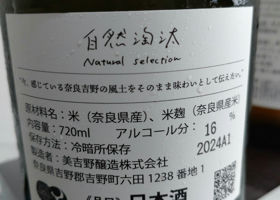 自然淘汰
Natural selection
"今、感じている奈良吉野の風土をそのまま味わいとして伝えたい。"
原材料名:米(奈良県産)、米麹(奈良県産米)
内容量:720ml アルコール分: 16 %
保存方法:冷暗所保存 2024A1
製造者:美吉野醸造株式会社
奈良県吉野郡吉野町六田 1238 番地 1
日本酒